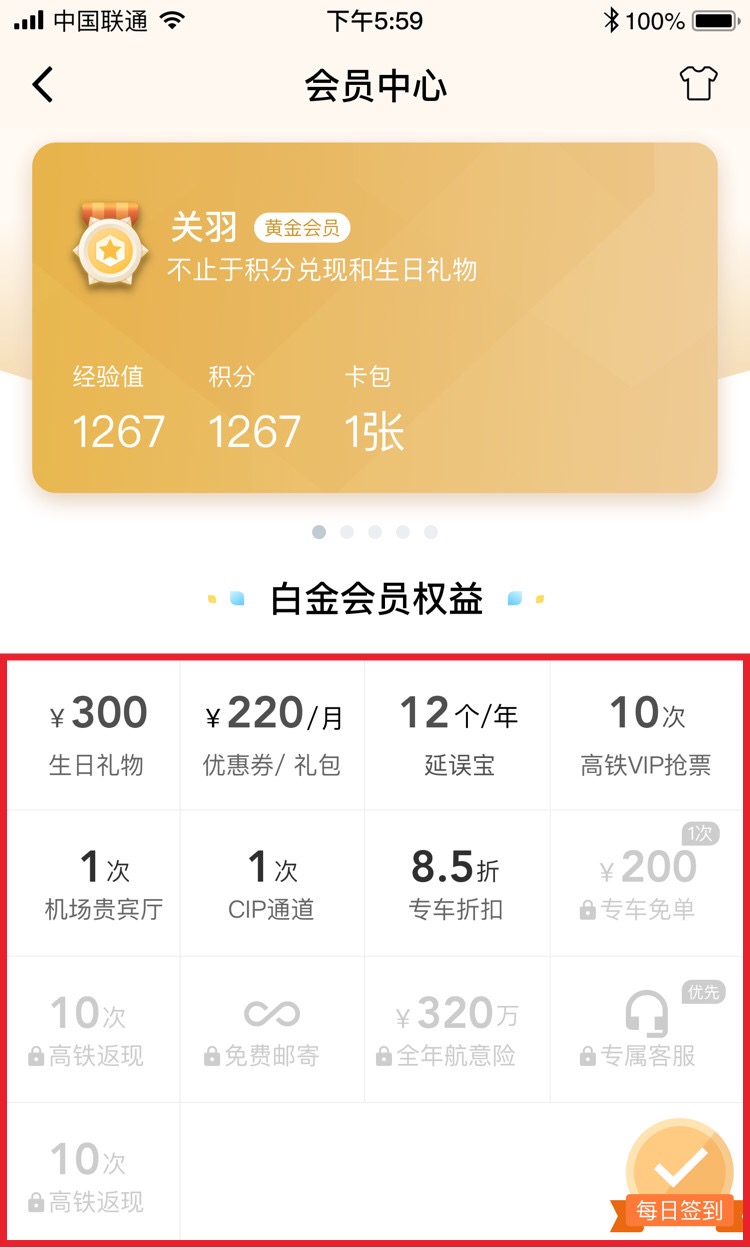 中国联通 下午5:59 100%
会员中心
关羽 黄金会员
不止于积分兑现和生日礼物
经验值 积分 卡包
1267 1267 1张
白金会员权益
¥300 ¥220/月 12个/年 10次
生日礼物 优惠券/礼包 延误宝 高铁VIP抢票
1次
1次 1次 8.5折 ¥200
机场贵宾厅 CIP通道 专车折扣 专车免单
优先
10次 ¥320万
高铁返现 免费邮寄 全年航意险 专属客服
10次
高铁返现
每日签到